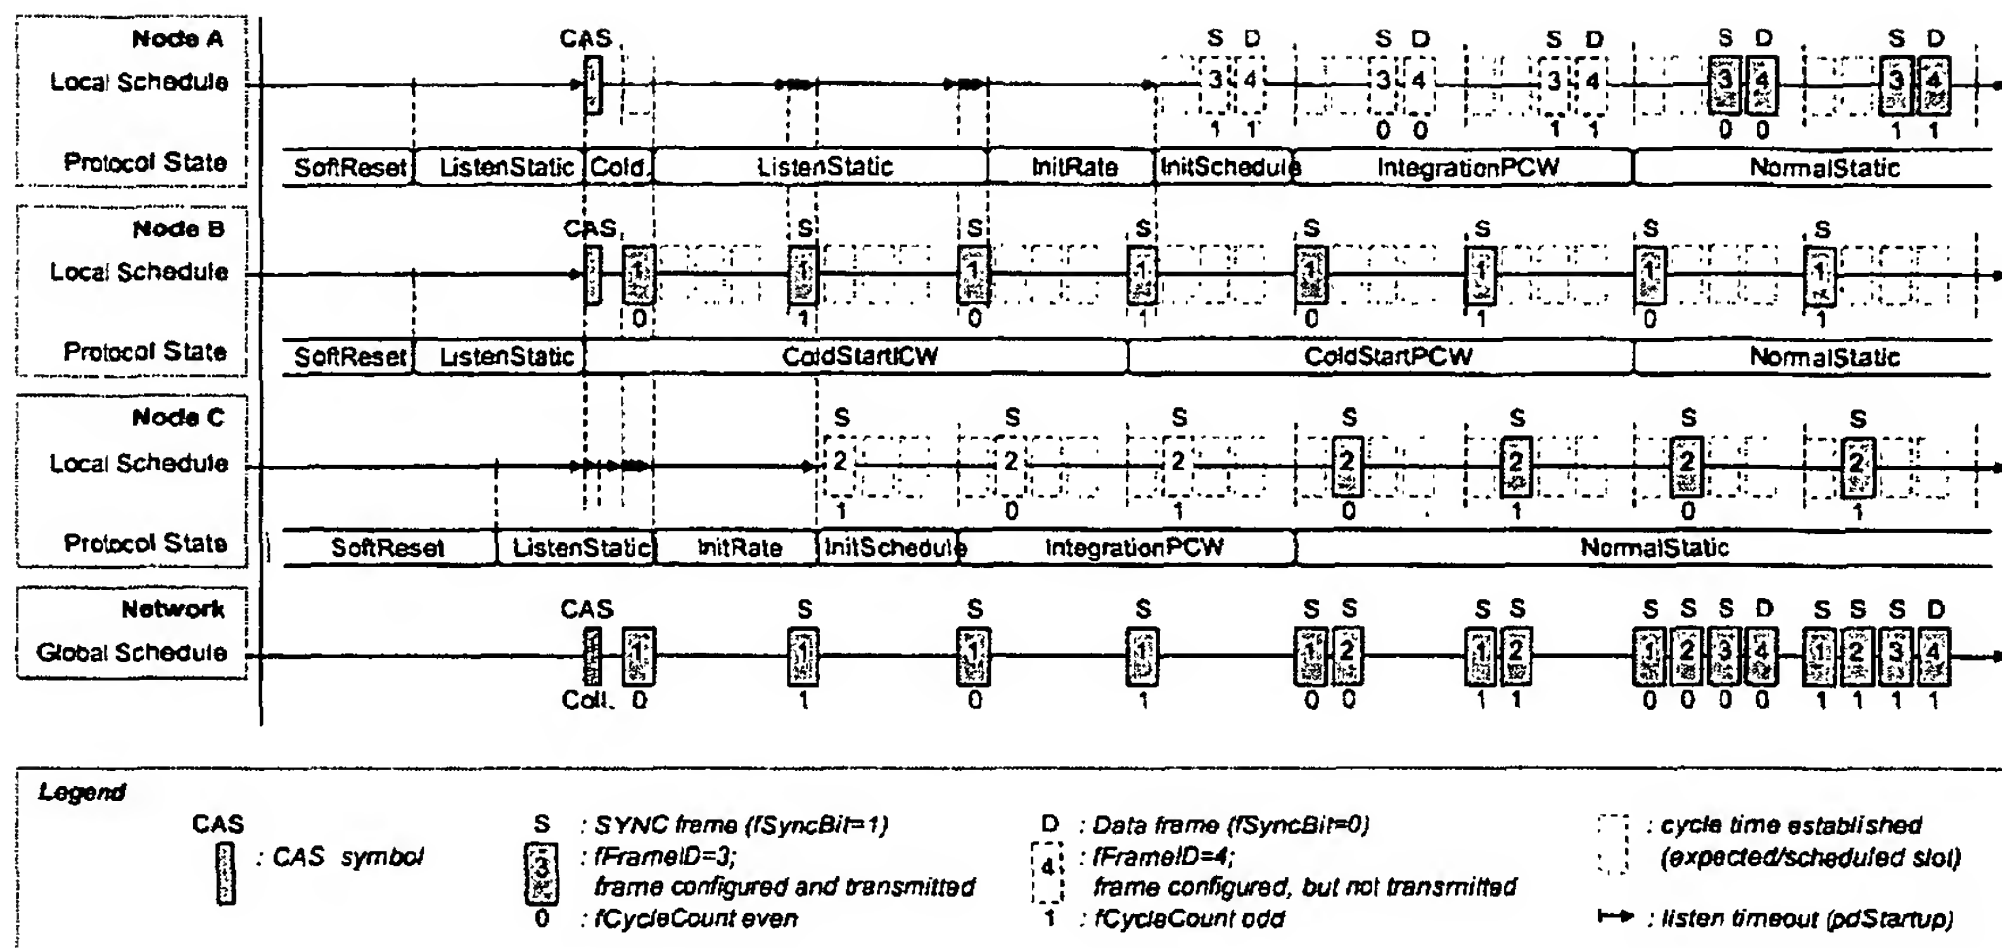 Node A
CAS S D S D S D S D S D
Local Schedule 3 4 3 4 3 4 3 4 3 4
1 1 0 0 1 1 0 0 1 1
Protocol State SoftReset ListenStatic Cold. ListenStatic InitRate InitSchedule IntegrationPCW NormalStatic
Node B
CAS S S S S S S S
Local Schedule 1 1 1 1 1 1 1 1
0 1 0 1 0 1 0 1
Protocol State SoftReset ListenStatic ColdStartICW ColdStartPCW NormalStatic
Node C
S S S S S S S
Local Schedule 2 2 2 2 2 2 2
1 0 1 0 1 0 1
Protocol State SoftReset ListenStatic InitRate InitSchedule IntegrationPCW NormalStatic
Network
CAS S S S S S S S S S S D S S S D
Global Schedule 1 1 1 1 1 2 1 2 1 2 3 4 1 2 3 4
Coll. 0 1 0 1 0 0 1 1 0 0 0 0 1 1 1 1
Legend
CAS
: CAS symbol
S : SYNC frame (fSyncBit=1)
3 : fFrameID=3;
frame configured and transmitted
0 : fCycleCount even
D : Data frame (fSyncBit=0)
4 : fFrameID=4;
frame configured, but not transmitted
1 : fCycleCount odd
: cycle time established
(expected/scheduled slot)
: listen timeout (pdStartup)